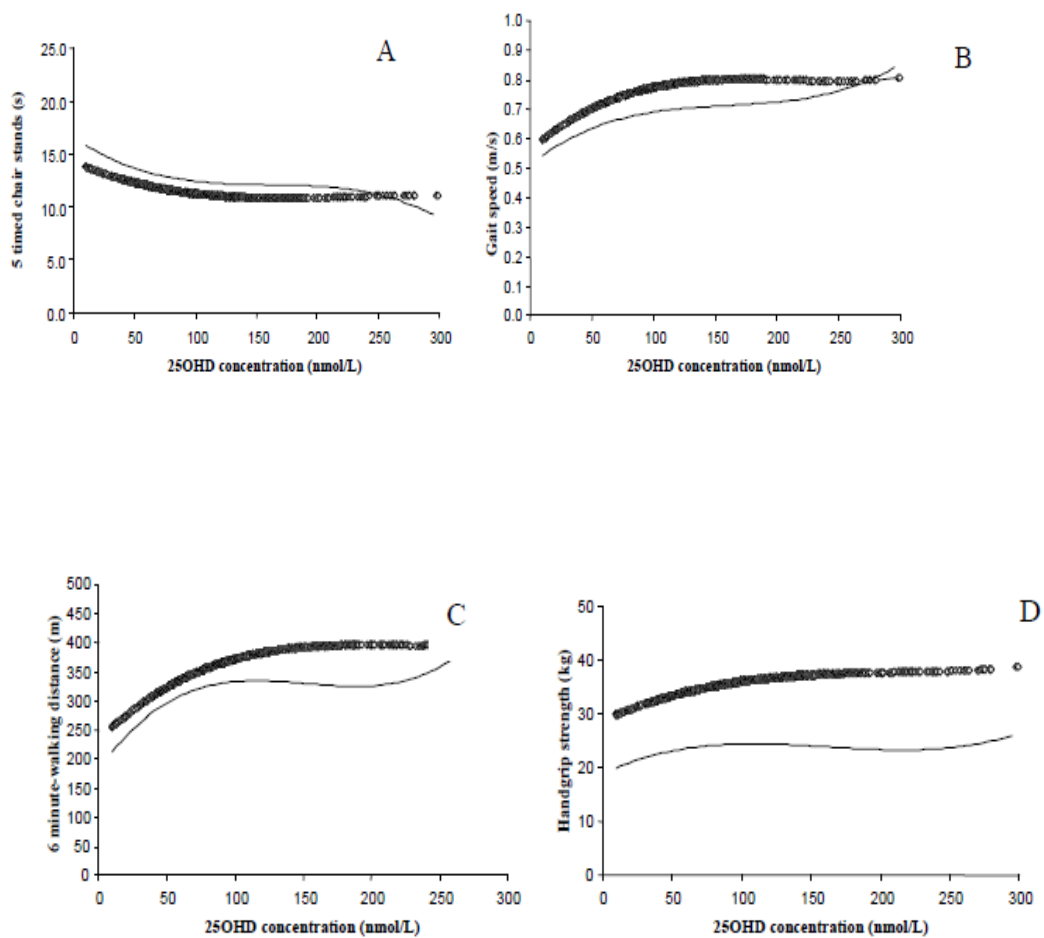 A
5 timed chair stands (s)
25.0
20.0
15.0
10.0
5.0
0.0
0 50 100 150 200 250 300
25OHD concentration (nmol/L)
B
Gait speed (m/s)
1.0
0.9
0.8
0.7
0.6
0.5
0.4
0.3
0.2
0.1
0.0
0 50 100 150 200 250 300
25OHD concentration (nmol/L)
C
6 minute-walking distance (m)
500
450
400
350
300
250
200
150
100
50
0
0 50 100 150 200 250 300
25OHD concentration (nmol/L)
D
Handgrip strength (kg)
50
40
30
20
10
0
0 50 100 150 200 250 300
25OHD concentration (nmol/L)